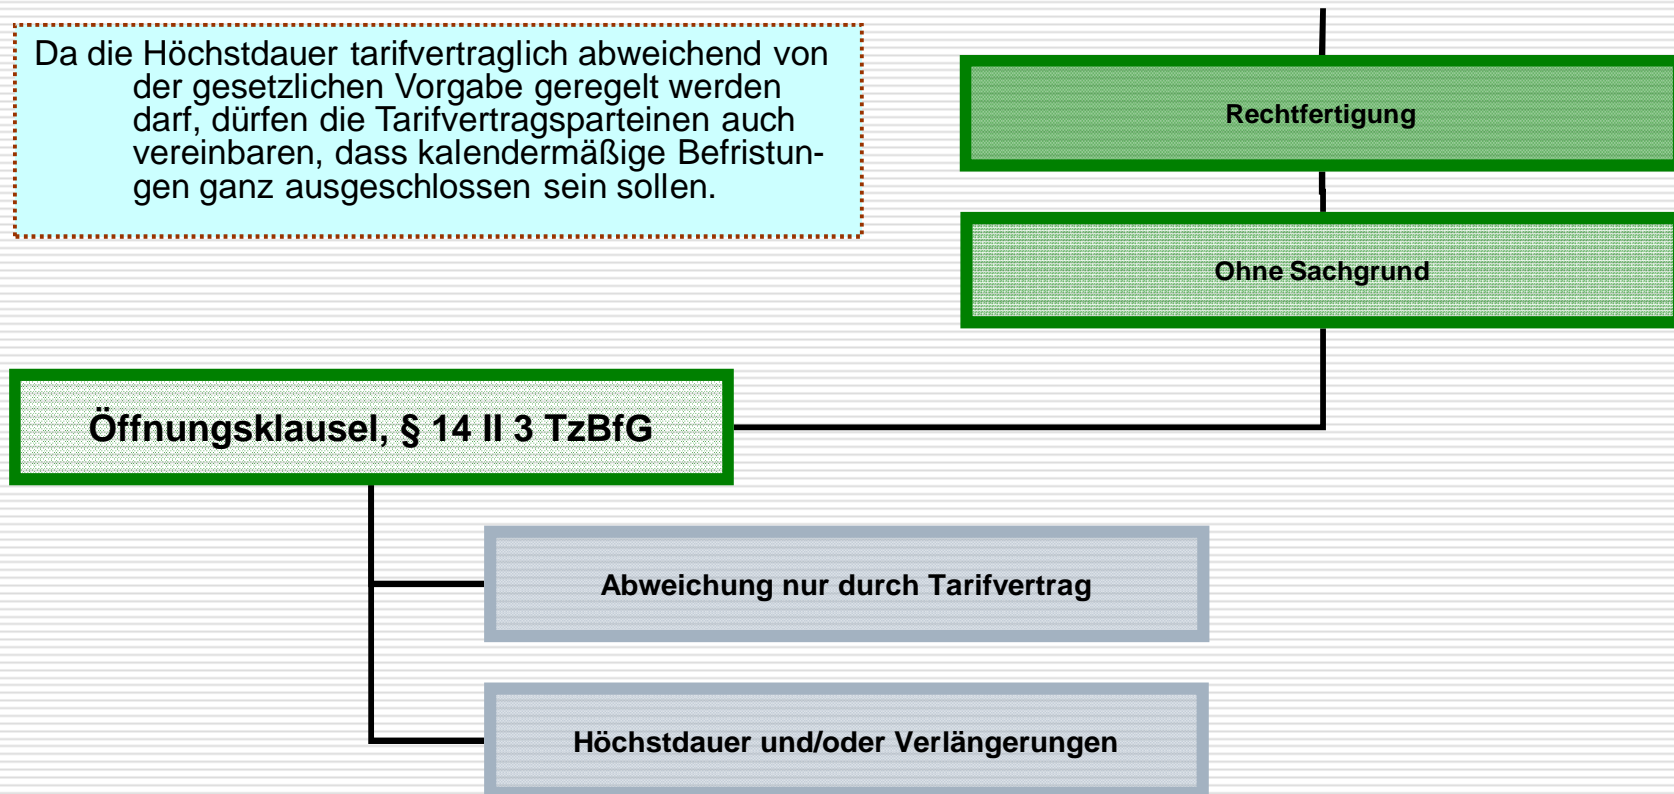 Da die Höchstdauer tarifvertraglich abweichend von
der gesetzlichen Vorgabe geregelt werden
darf, dürfen die Tarifvertragsparteinen auch
vereinbaren, dass kalendermäßige Befristun-
gen ganz ausgeschlossen sein sollen.
Rechtfertigung
Ohne Sachgrund
Öffnungsklausel, § 14 II 3 TzBfG
Abweichung nur durch Tarifvertrag
Höchstdauer und/oder Verlängerungen